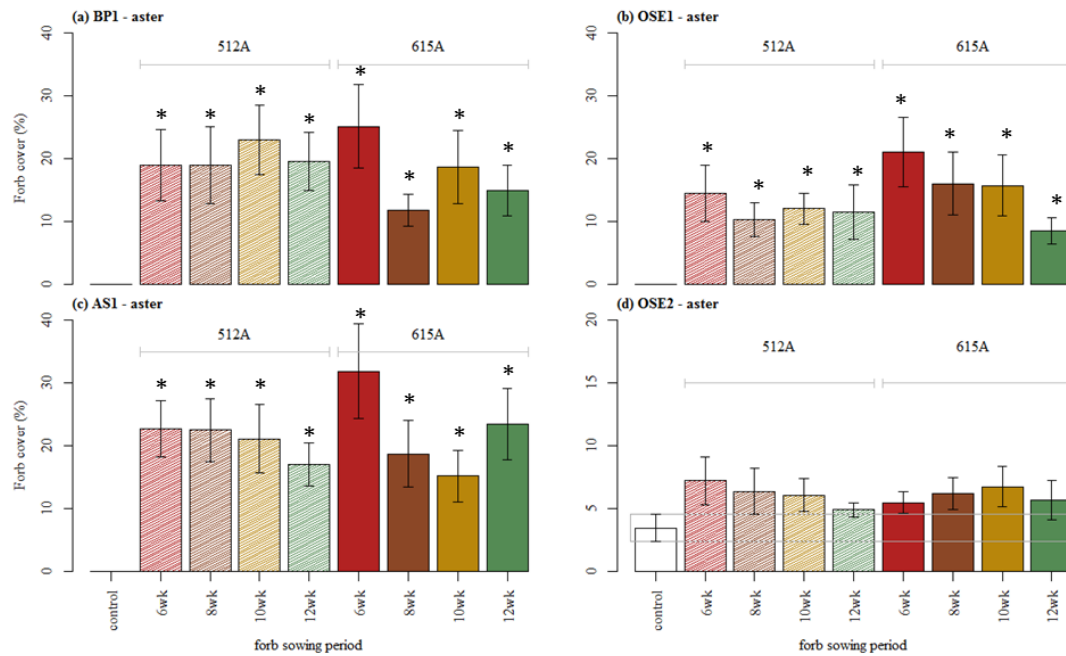 (a) BP1 - aster
(b) OSE1 - aster
40
512A
615A
40
512A
615A
* * * * * * * *
* * * * * * * *
30
30
Forb cover (%)
20
20
10
10
0
0
(c) AS1 - aster
(d) OSE2 - aster
40
512A
615A
20
512A
615A
* * * * * * * *
30
15
Forb cover (%)
20
10
10
5
0
0
control 6wk 8wk 10wk 12wk 6wk 8wk 10wk 12wk
control 6wk 8wk 10wk 12wk 6wk 8wk 10wk 12wk
forb sowing period
forb sowing period